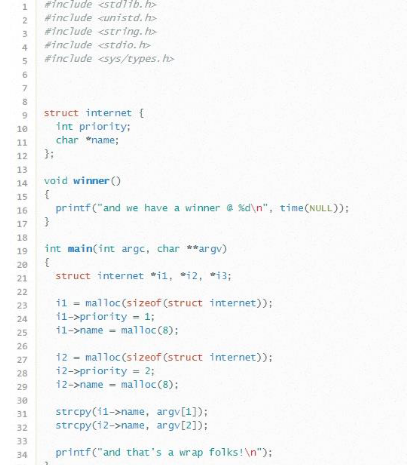 1 #include <stdlib.h>
2 #include <unistd.h>
3 #include <string.h>
4 #include <stdio.h>
5 #include <sys/types.h>
6
7
8
9 struct internet {
10   int priority;
11   char *name;
12 };
13
14 void winner()
15 {
16   printf("and we have a winner @ %d\n", time(NULL));
17 }
18
19 int main(int argc, char **argv)
20 {
21   struct internet *i1, *i2, *i3;
22
23   i1 = malloc(sizeof(struct internet));
24   i1->priority = 1;
25   i1->name = malloc(8);
26
27   i2 = malloc(sizeof(struct internet));
28   i2->priority = 2;
29   i2->name = malloc(8);
30
31   strcpy(i1->name, argv[1]);
32   strcpy(i2->name, argv[2]);
33
34   printf("and that's a wrap folks!\n");